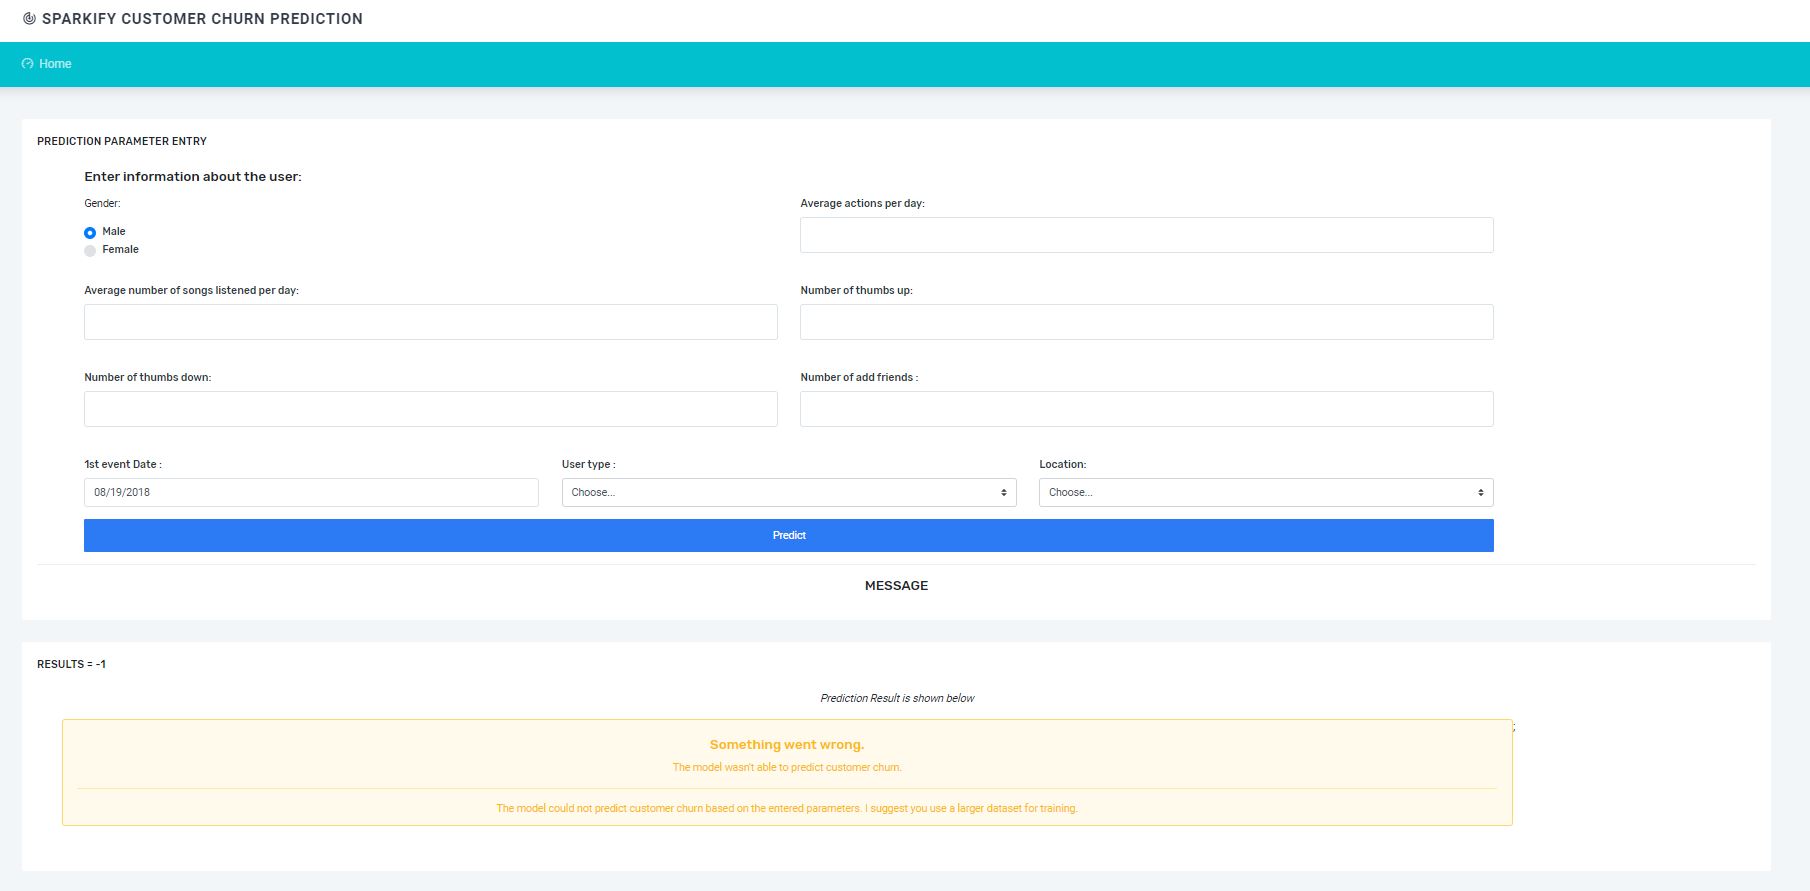 SPARKIFY CUSTOMER CHURN PREDICTION
Home
PREDICTION PARAMETER ENTRY
Enter information about the user:
Gender:
Male
Female
Average actions per day:
Average number of songs listened per day:
Number of thumbs up:
Number of thumbs down:
Number of add friends :
1st event Date :
User type :
Location:
08/19/2018
Choose...
Choose...
Predict
MESSAGE
RESULTS = -1
Prediction Result is shown below
;
Something went wrong.
The model wasn't able to predict customer churn.
The model could not predict customer churn based on the entered parameters. I suggest you use a larger dataset for training.